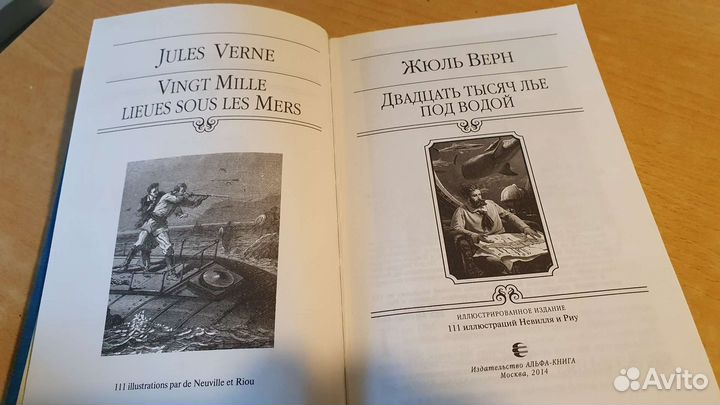 JULES VERNE
VINGT MILLE
LIEUES SOUS LES MERS
111 illustrations par de Neuville et Riou
ЖЮЛЬ ВЕРН
ДВАДЦАТЬ ТЫСЯЧ ЛЬЕ
ПОД ВОДОЙ
ИЛЛЮСТРИРОВАННОЕ ИЗДАНИЕ
111 иллюстраций Невилля и Риу
Издательство АЛЬФА-КНИГА
Москва, 2014
Avito